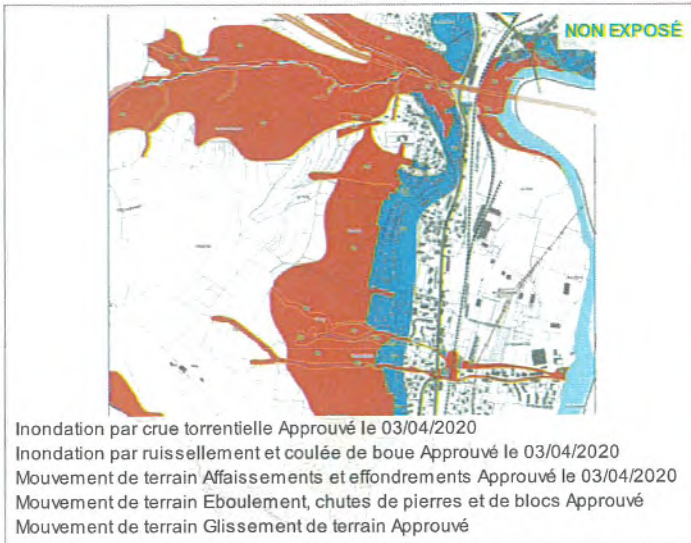 NON EXPOSÉ
Inondation par crue torrentielle Approuvé le 03/04/2020
Inondation par ruissellement et coulée de boue Approuvé le 03/04/2020
Mouvement de terrain Affaissements et effondrements Approuvé le 03/04/2020
Mouvement de terrain Eboulement, chutes de pierres et de blocs Approuvé
Mouvement de terrain Glissement de terrain Approuvé